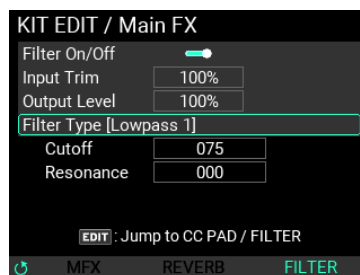 KIT EDIT / Main FX
Filter On/Off
Input Trim 100%
Output Level 100%
Filter Type [Lowpass 1]
Cutoff 075
Resonance 000
EDIT : Jump to CC PAD / FILTER
MFX REVERB FILTER